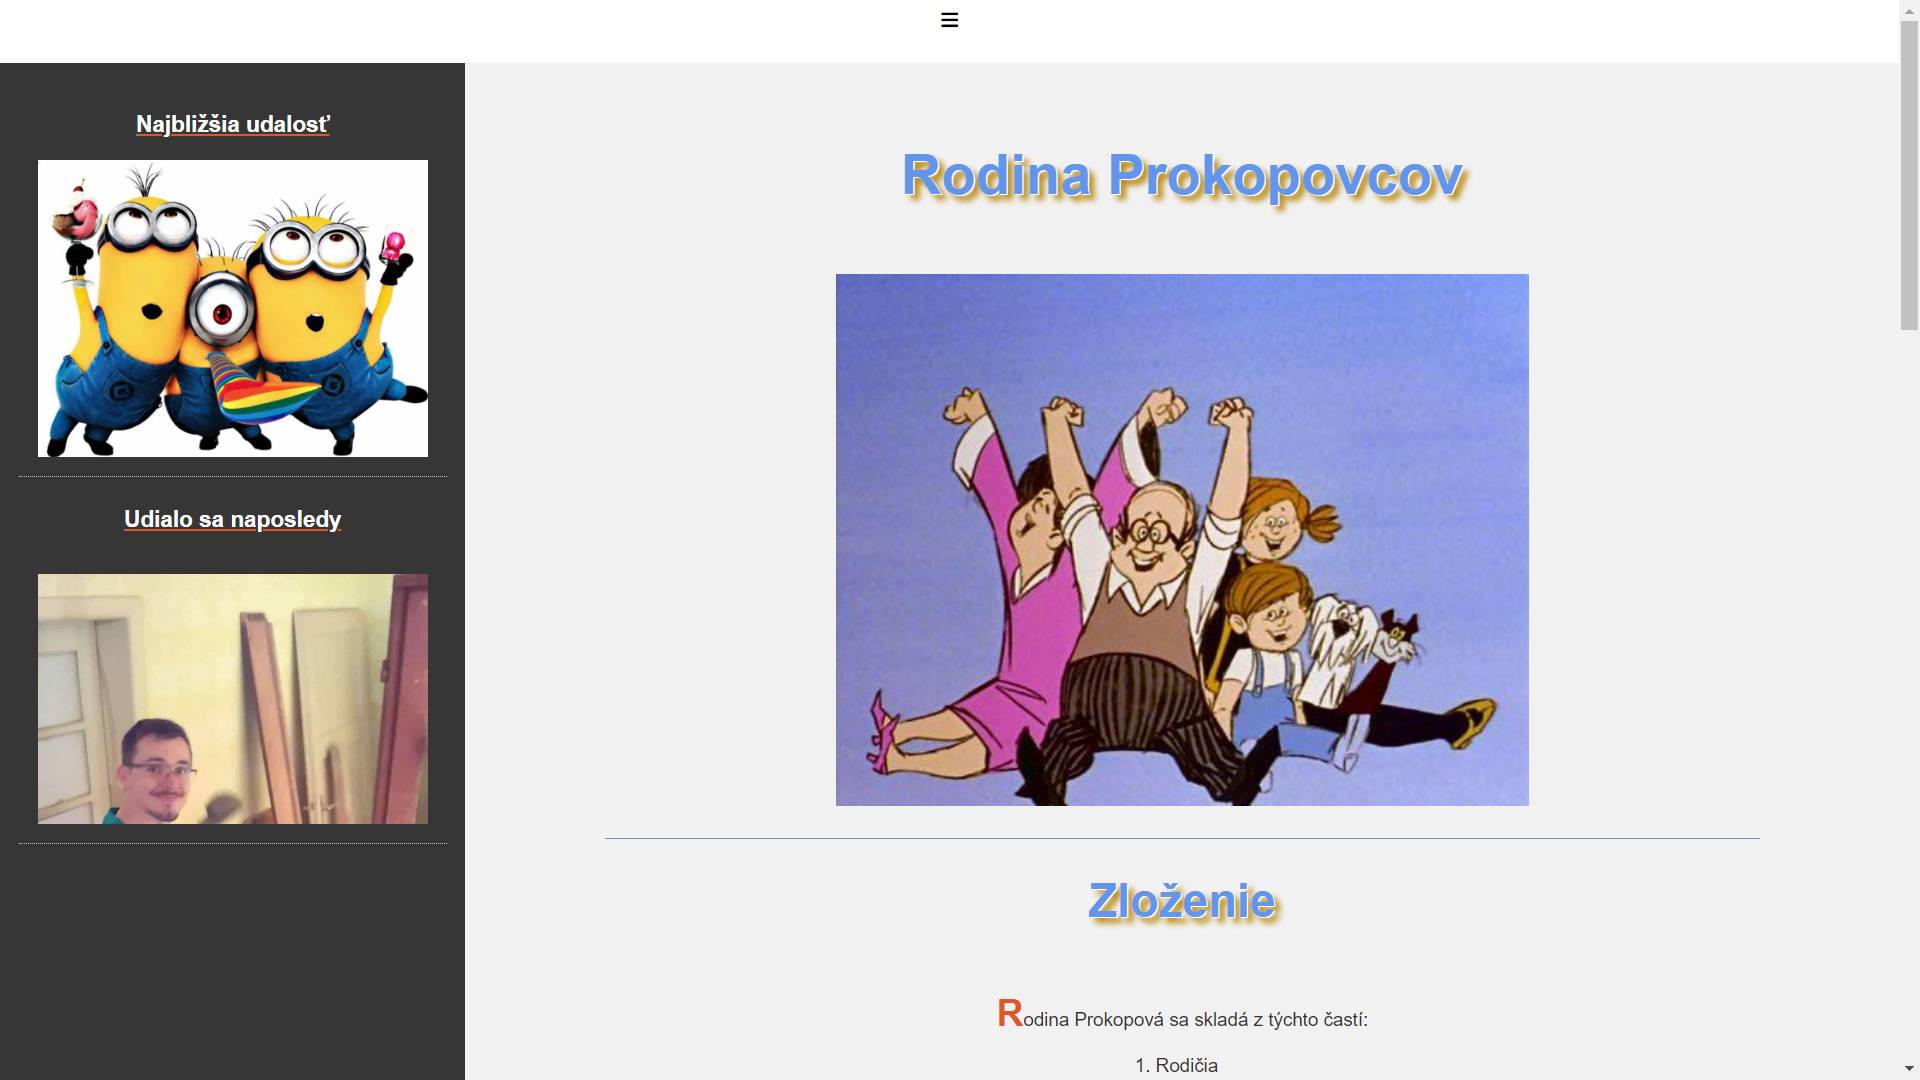 Najbližšia udalosť
Udialo sa naposledy
Rodina Prokopovcov
Zloženie
Rodina Prokopová sa skladá z týchto častí:
1. Rodičia